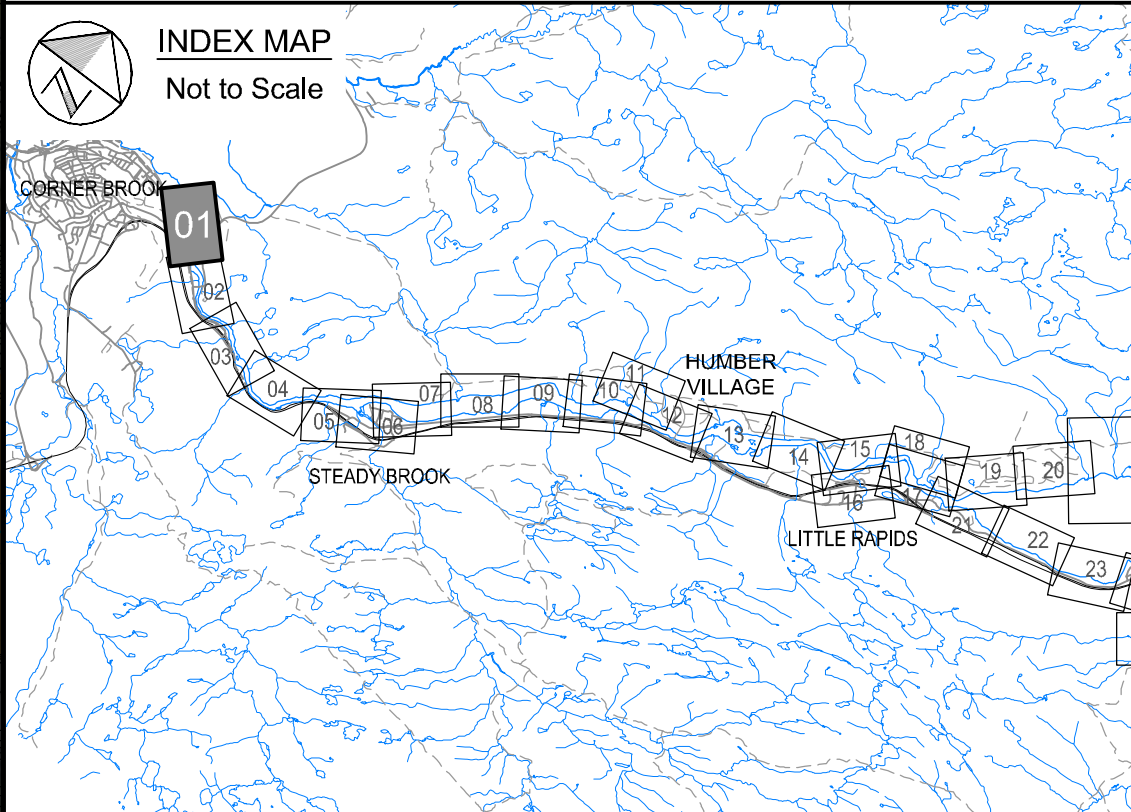 INDEX MAP
Not to Scale
N
CORNER BROOK
01
02
03
04
05
06
07
08
09
10
11
12
HUMBER
VILLAGE
13
14
15
16
17
18
19
20
21
22
23
STEADY BROOK
LITTLE RAPIDS